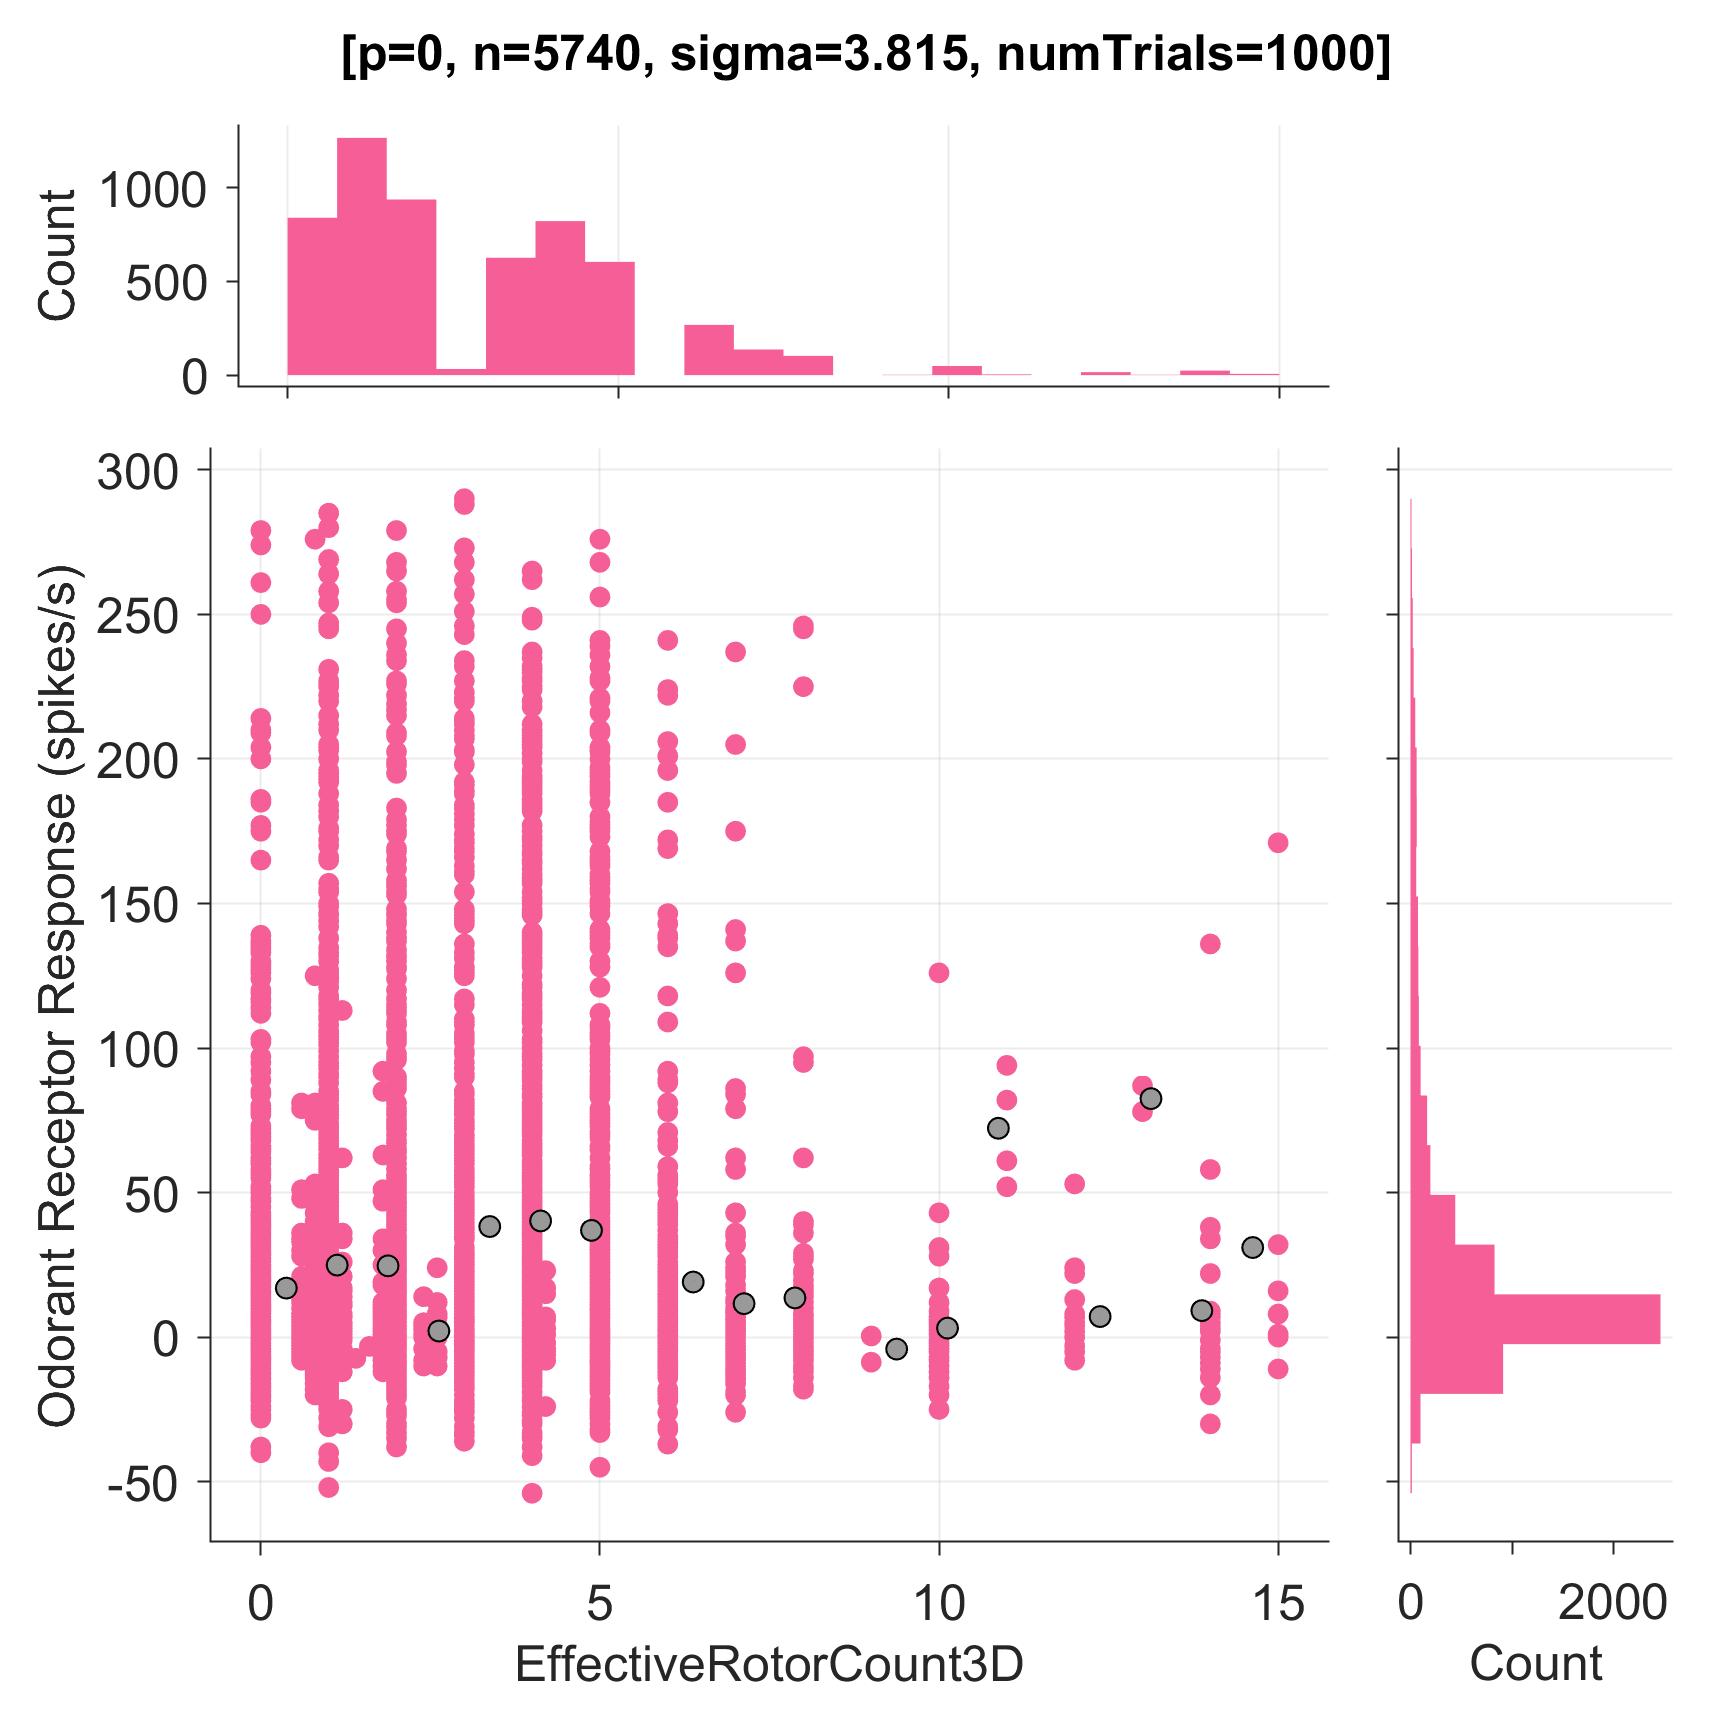 [p=0, n=5740, sigma=3.815, numTrials=1000]
Count
1000
500
0
Odorant Receptor Response (spikes/s)
300
250
200
150
100
50
0
-50
0 5 10 15
EffectiveRotorCount3D
0 2000
Count